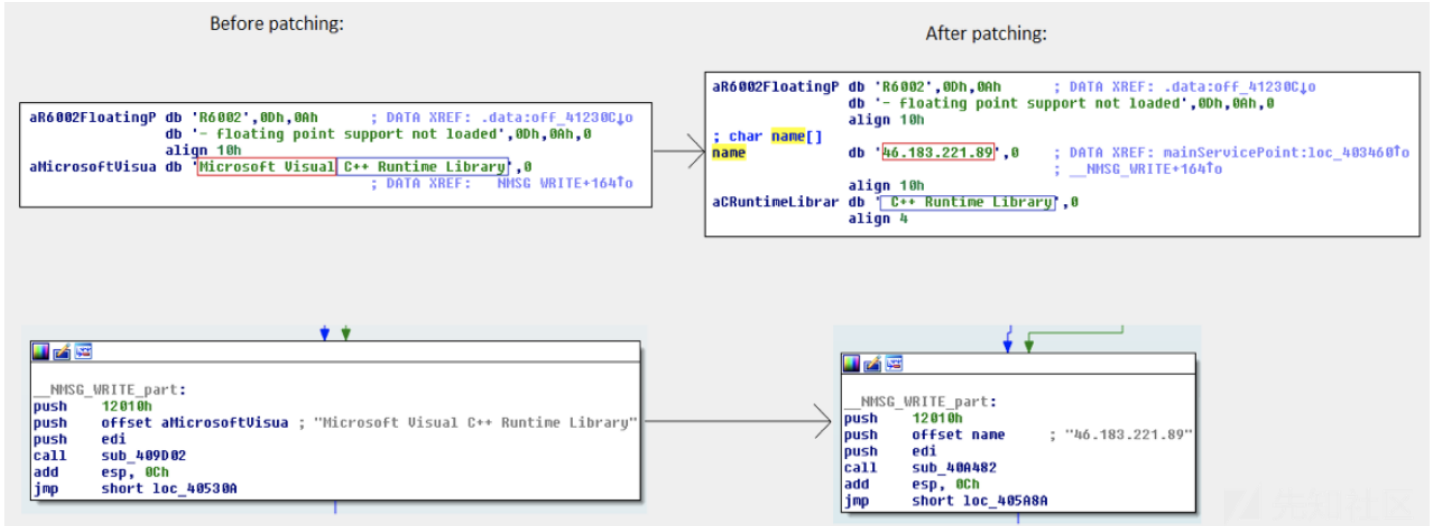 Before patching:
After patching:
aR6002FloatingP db 'R6002',0Dh,0Ah ; DATA XREF: .data:off_41230C↓o
db '- floating point support not loaded',0Dh,0Ah,0
align 10h
aMicrosoftVisua db 'Microsoft Visual C++ Runtime Library',0
; DATA XREF: __NMSG_WRITE+164↑o
aR6002FloatingP db 'R6002',0Dh,0Ah ; DATA XREF: .data:off_41230C↓o
db '- floating point support not loaded',0Dh,0Ah,0
align 10h
; char name[]
name db '46.183.221.89',0 ; DATA XREF: mainServicePoint:loc_403460↑o
; __NMSG_WRITE+164↑o
align 10h
aCRuntimeLibrar db ' C++ Runtime Library',0
align 4
__NMSG_WRITE_part:
push 12010h
push offset aMicrosoftVisua ; "Microsoft Visual C++ Runtime Library"
push edi
call sub_409D02
add esp, 0Ch
jmp short loc_40530A
__NMSG_WRITE_part:
push 12010h
push offset name ; "46.183.221.89"
push edi
call sub_40A482
add esp, 0Ch
jmp short loc_405A8A
先知社区